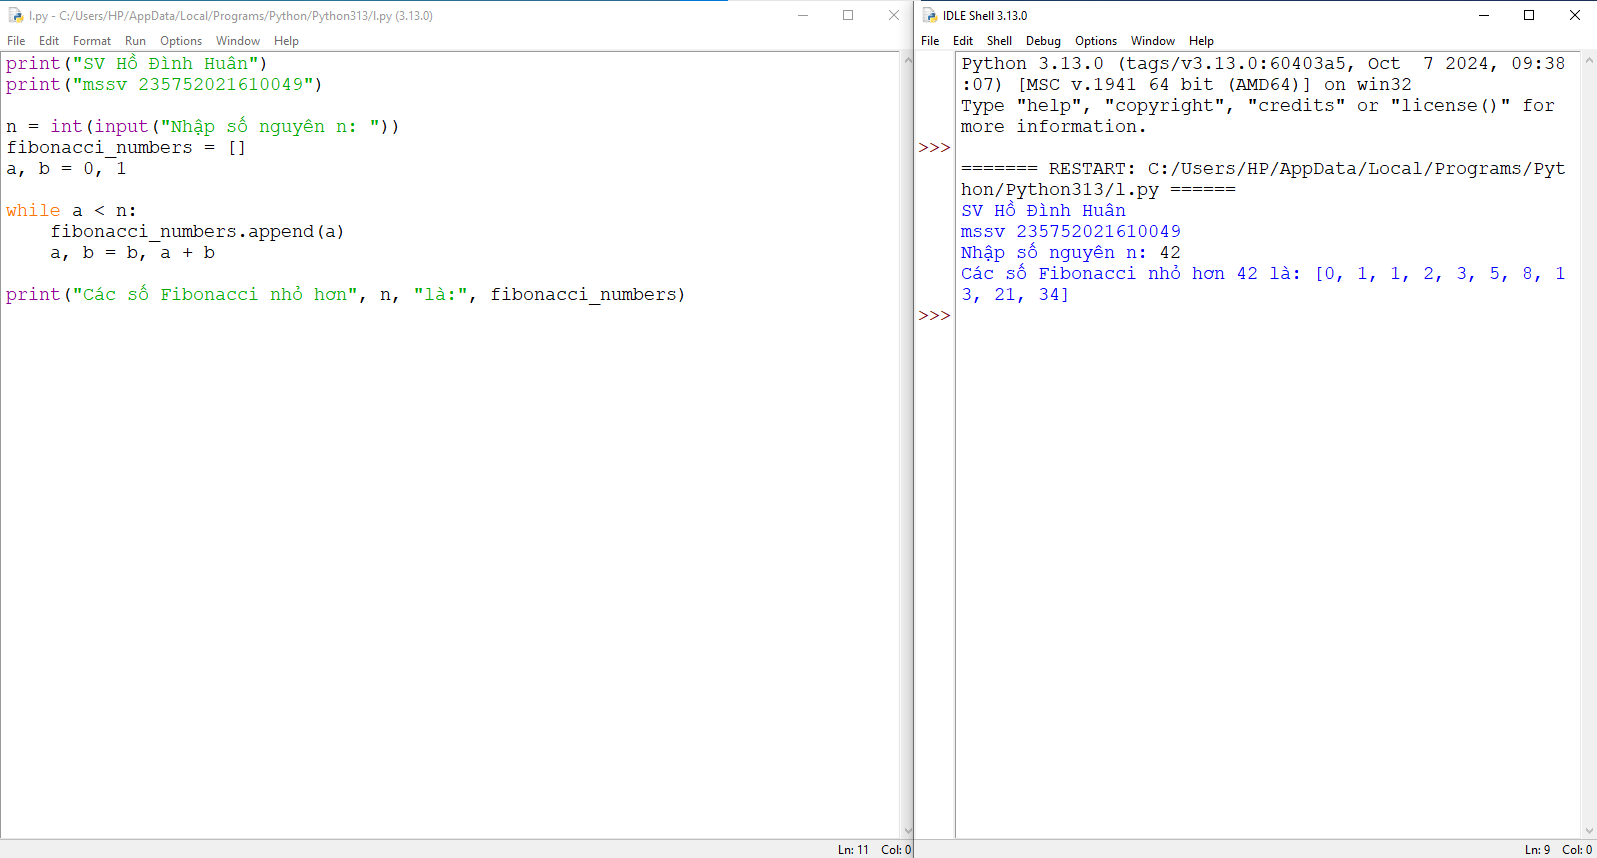 l.py - C:/Users/HP/AppData/Local/Programs/Python/Python313/l.py (3.13.0)
File Edit Format Run Options Window Help
print("SV Hồ Đình Huân")
print("mssv 235752021610049")
n = int(input("Nhập số nguyên n: "))
fibonacci_numbers = []
a, b = 0, 1
while a < n:
    fibonacci_numbers.append(a)
    a, b = b, a + b
print("Các số Fibonacci nhỏ hơn", n, "là:", fibonacci_numbers)
Ln: 11 Col: 0
IDLE Shell 3.13.0
File Edit Shell Debug Options Window Help
Python 3.13.0 (tags/v3.13.0:60403a5, Oct  7 2024, 09:38
:07) [MSC v.1941 64 bit (AMD64)] on win32
Type "help", "copyright", "credits" or "license()" for
more information.
>>>
======= RESTART: C:/Users/HP/AppData/Local/Programs/Pyt
hon/Python313/l.py ======
SV Hồ Đình Huân
mssv 235752021610049
Nhập số nguyên n: 42
Các số Fibonacci nhỏ hơn 42 là: [0, 1, 1, 2, 3, 5, 8, 1
3, 21, 34]
>>>
Ln: 9 Col: 0